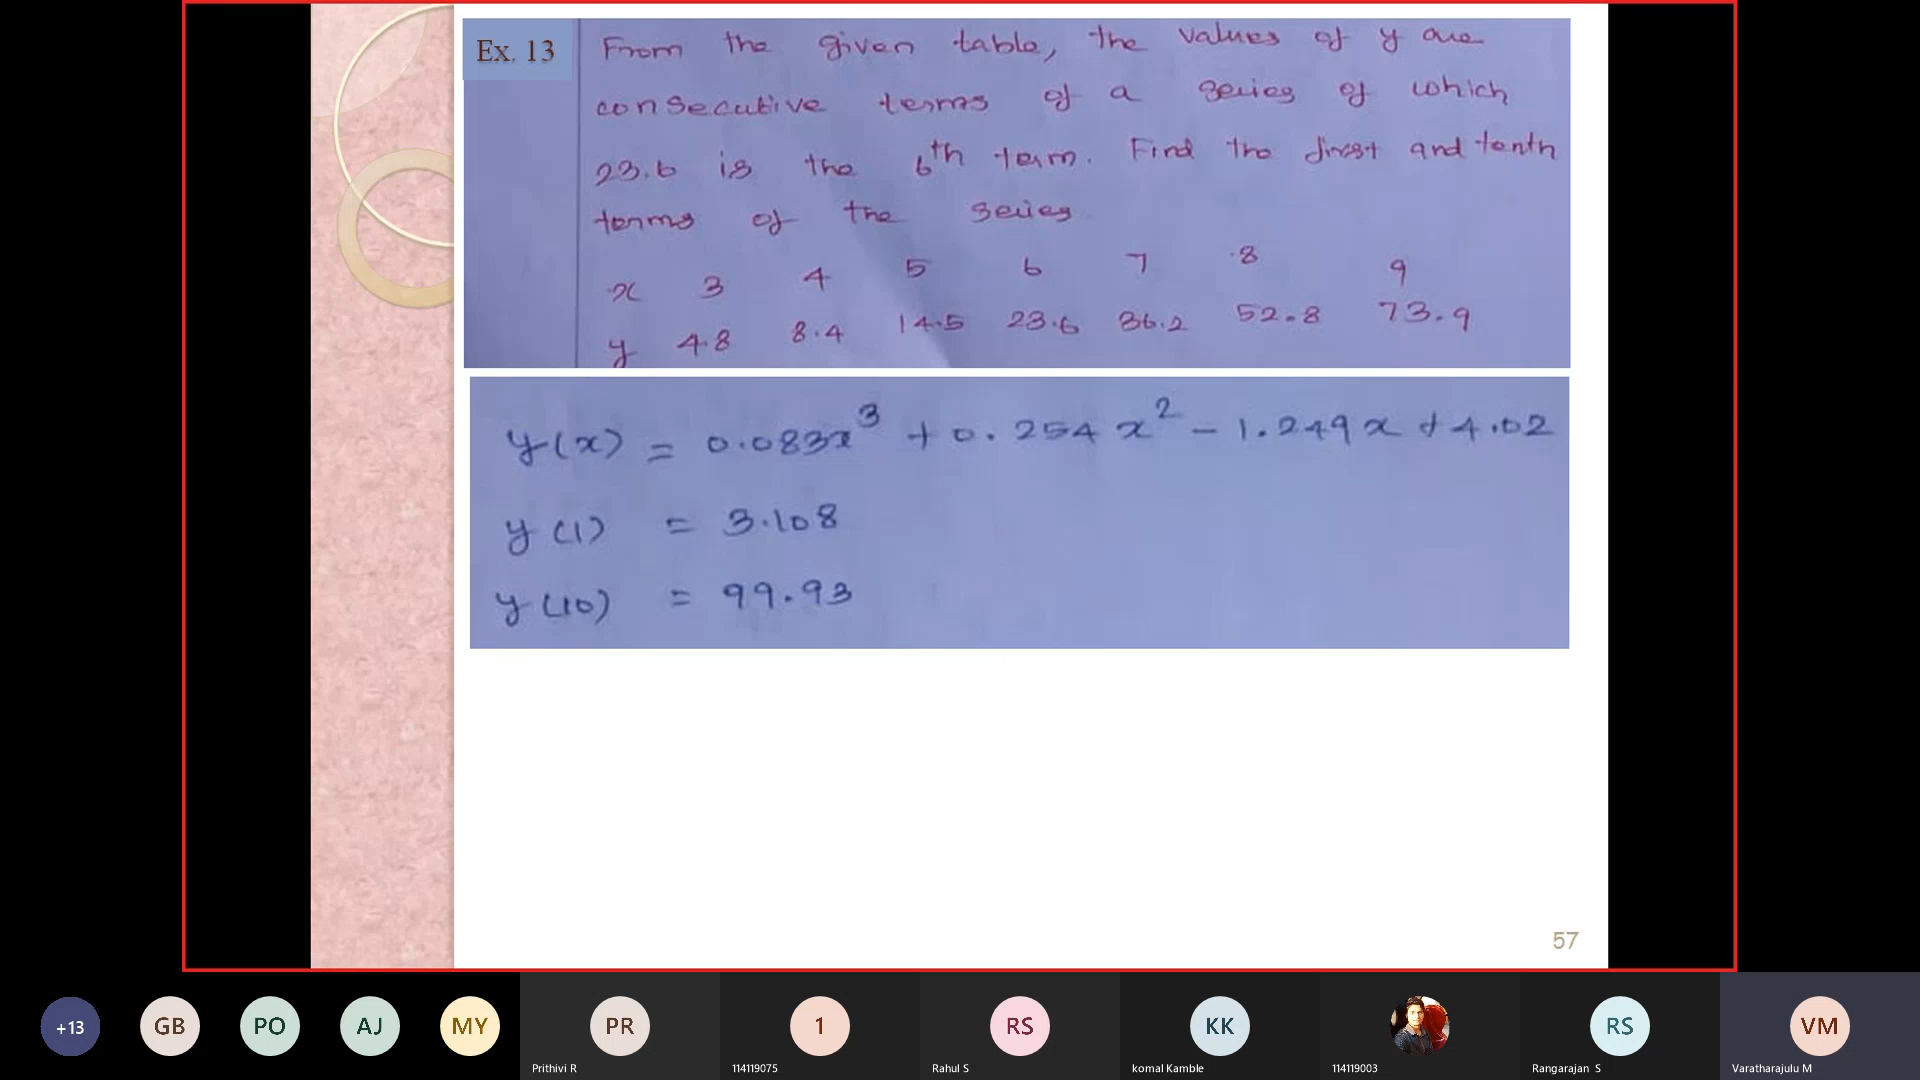 Ex. 13
From the given table, the values of y are
consecutive terms of a series of which
23.6 is the 6th term. Find the first and tenth
terms of the series
x 3 4 5 6 7 8 9
y 4.8 8.4 14.5 23.6 36.2 52.8 73.9
y(x) = 0.083x³ + 0.254x² - 1.249x + 4.02
y(1) = 3.108
y(10) = 99.93
57
+13 GB PO AJ MY PR 1 RS KK RS VM
Prithivi R 114119075 Rahul S komal Kamble 114119003 Rangarajan S Varatharajulu M